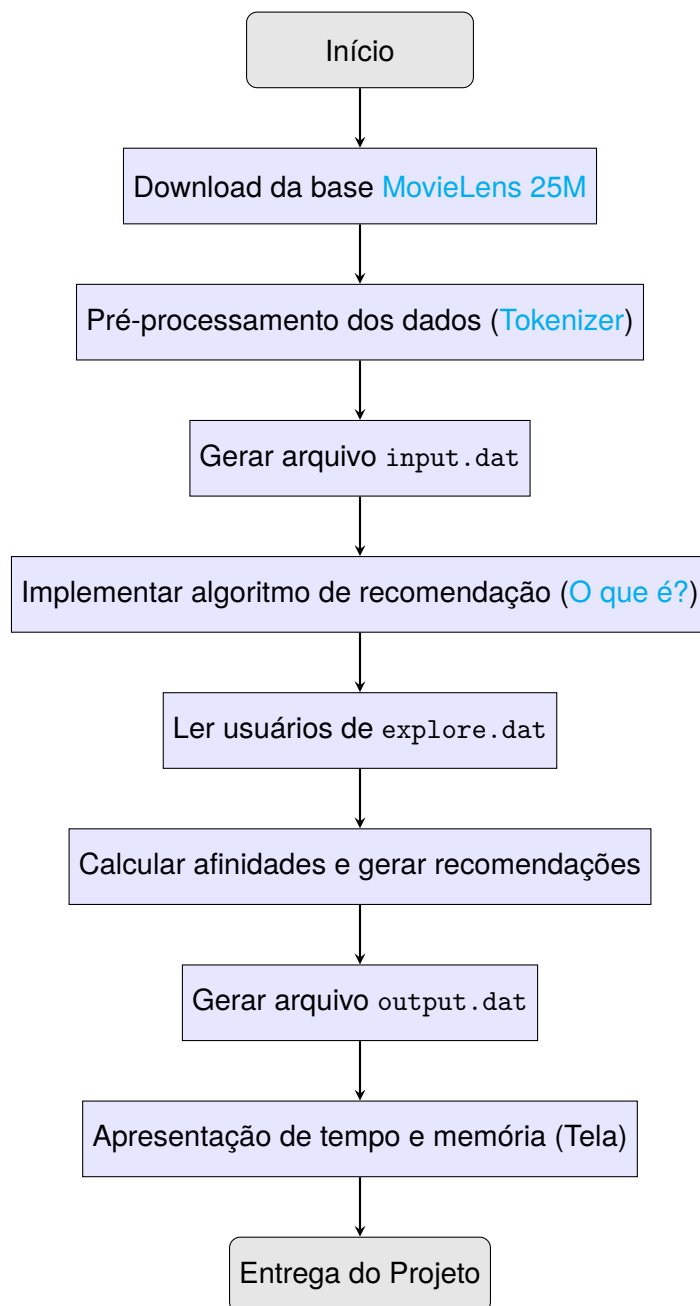 Início
Download da base MovieLens 25M
Pré-processamento dos dados (Tokenizer)
Gerar arquivo input.dat
Implementar algoritmo de recomendação (O que é?)
Ler usuários de explore.dat
Calcular afinidades e gerar recomendações
Gerar arquivo output.dat
Apresentação de tempo e memória (Tela)
Entrega do Projeto